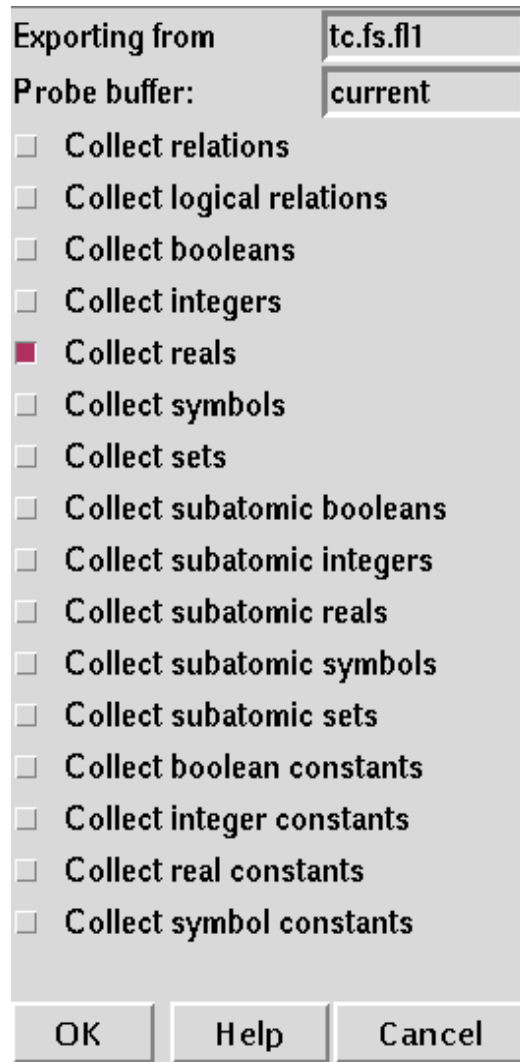 Exporting from tc.fs.fl1
Probe buffer: current
Collect relations
Collect logical relations
Collect booleans
Collect integers
Collect reals
Collect symbols
Collect sets
Collect subatomic booleans
Collect subatomic integers
Collect subatomic reals
Collect subatomic symbols
Collect subatomic sets
Collect boolean constants
Collect integer constants
Collect real constants
Collect symbol constants
OK Help Cancel